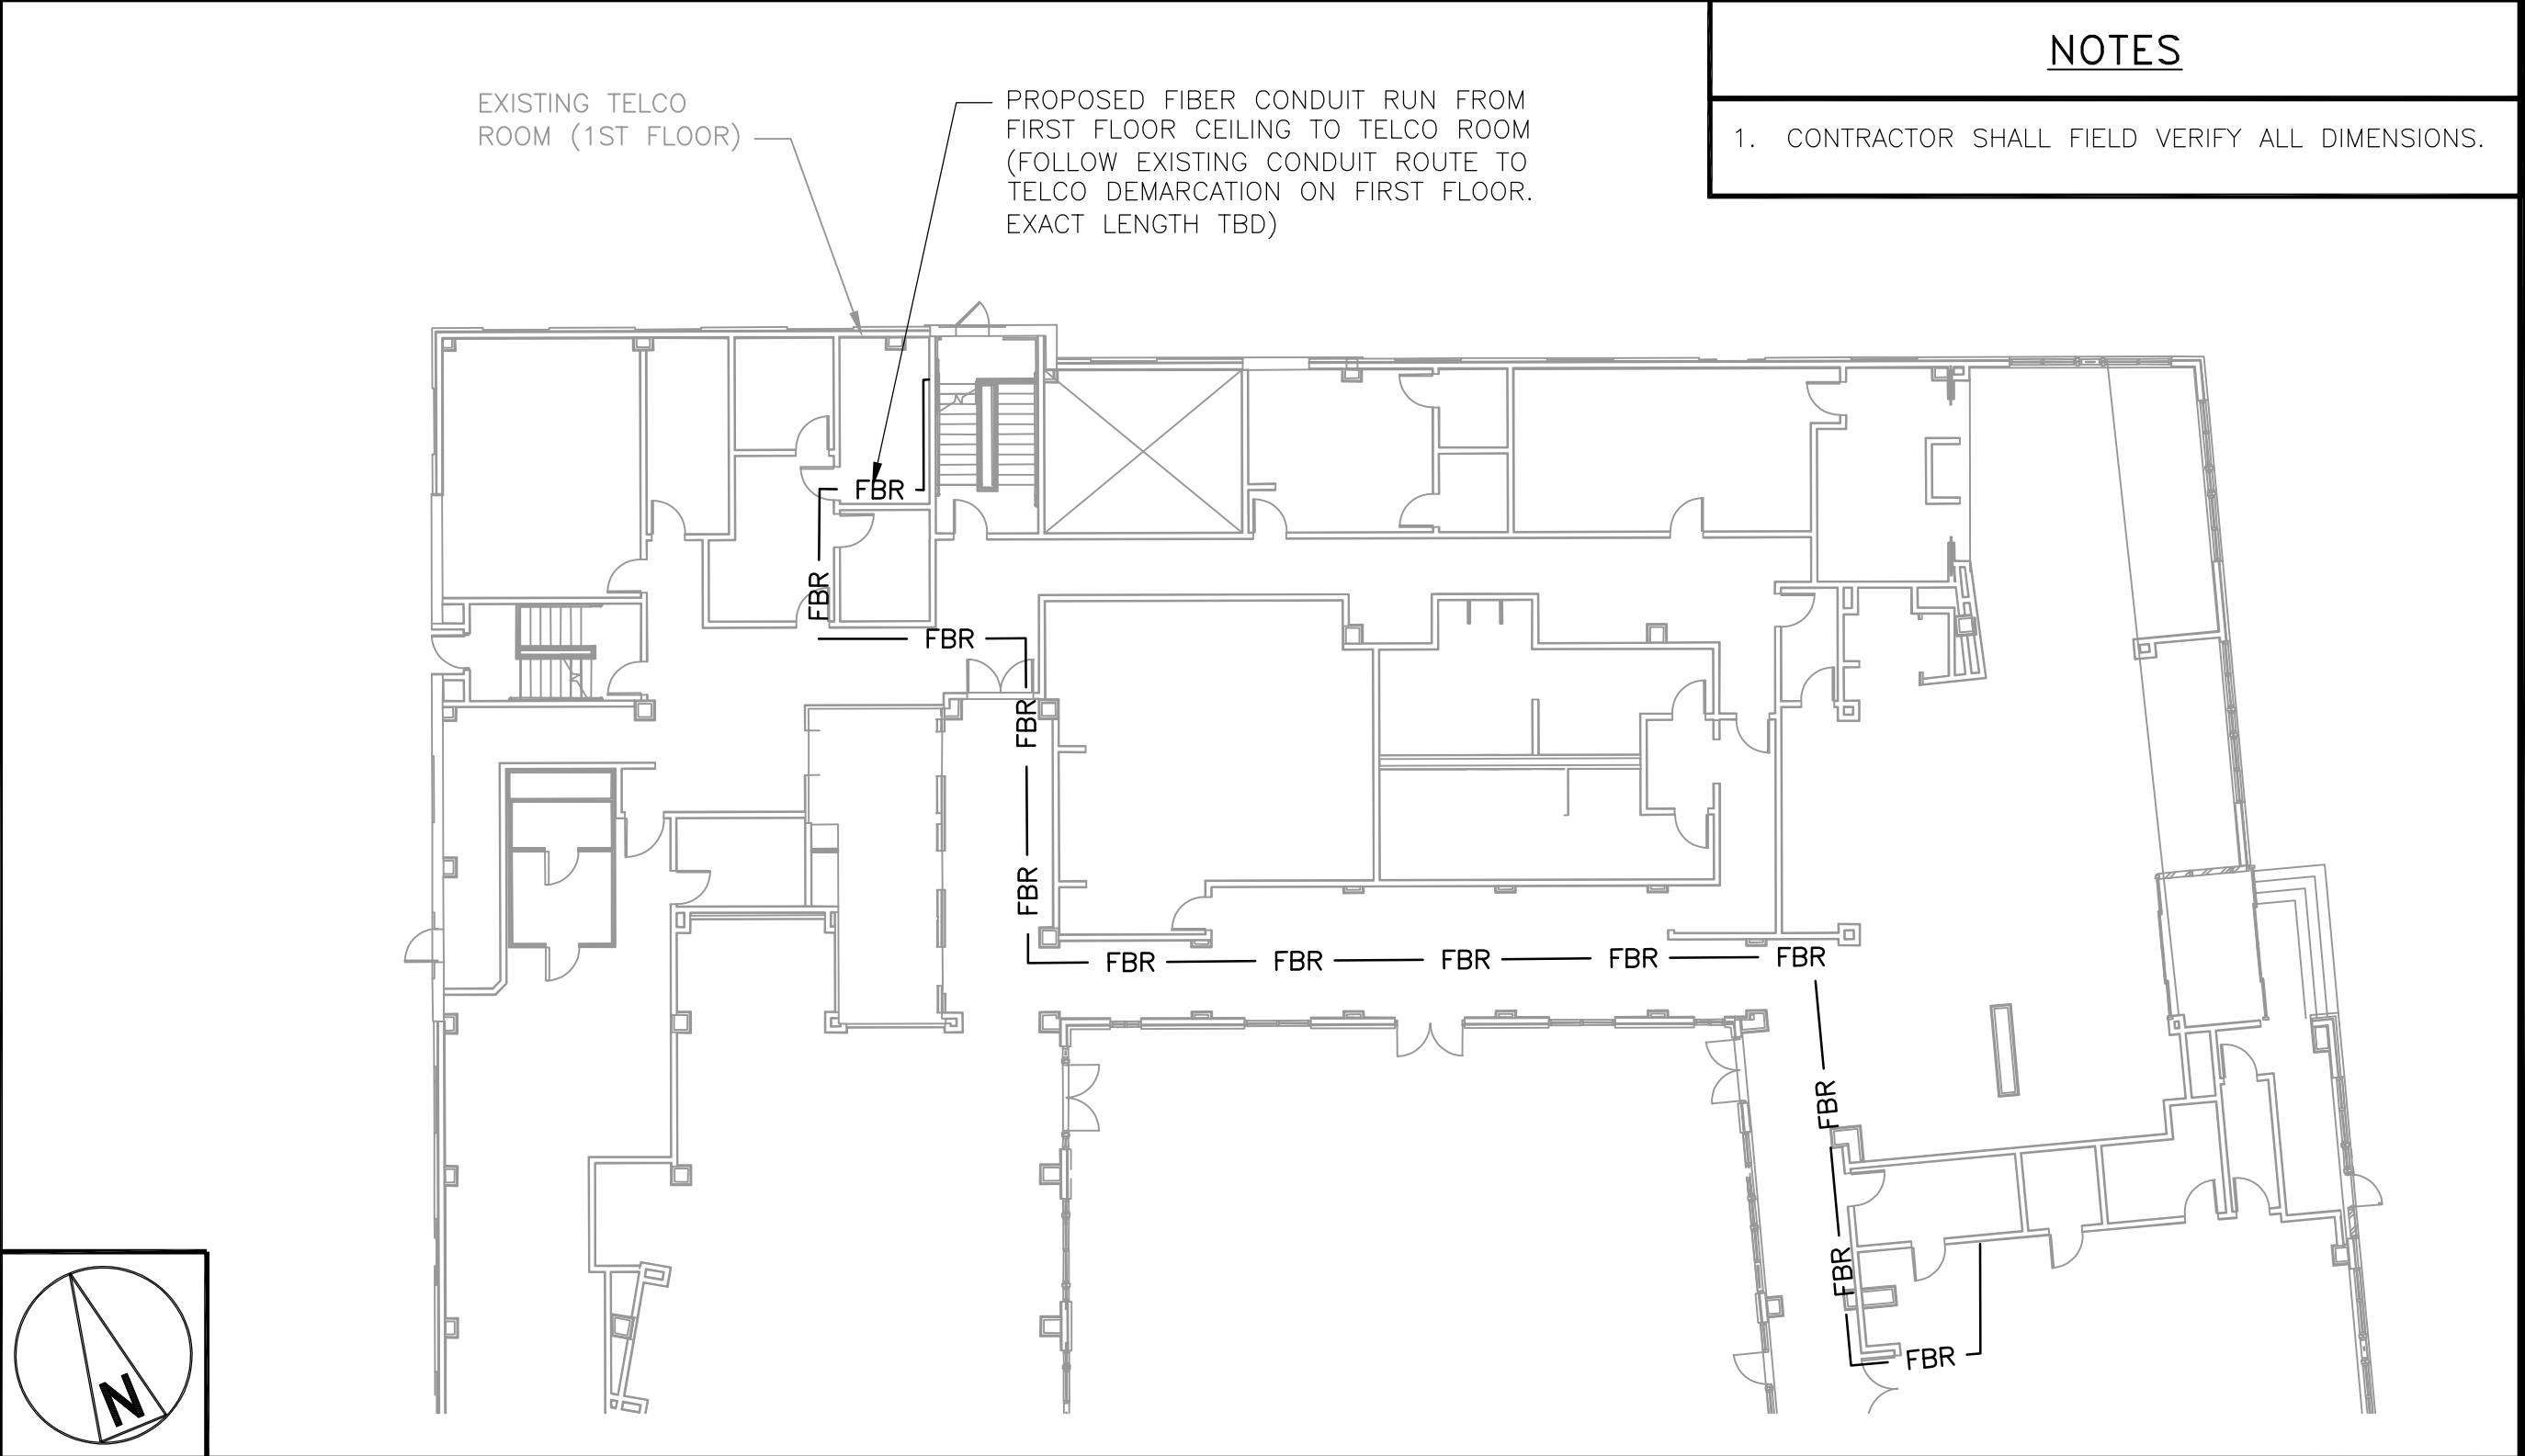 NOTES
1. CONTRACTOR SHALL FIELD VERIFY ALL DIMENSIONS.
EXISTING TELCO
ROOM (1ST FLOOR)
PROPOSED FIBER CONDUIT RUN FROM
FIRST FLOOR CEILING TO TELCO ROOM
(FOLLOW EXISTING CONDUIT ROUTE TO
TELCO DEMARCATION ON FIRST FLOOR.
EXACT LENGTH TBD)
FBR
FBR
FBR
FBR
FBR
FBR FBR FBR FBR FBR
FBR
FBR
FBR
N